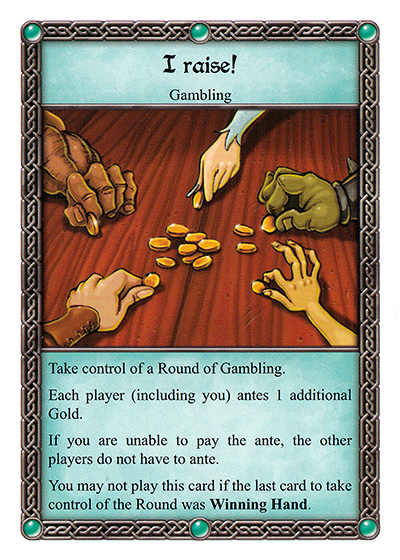 I raise!
Gambling
Take control of a Round of Gambling.
Each player (including you) antes 1 additional
Gold.
If you are unable to pay the ante, the other
players do not have to ante.
You may not play this card if the last card to take
control of the Round was Winning Hand.